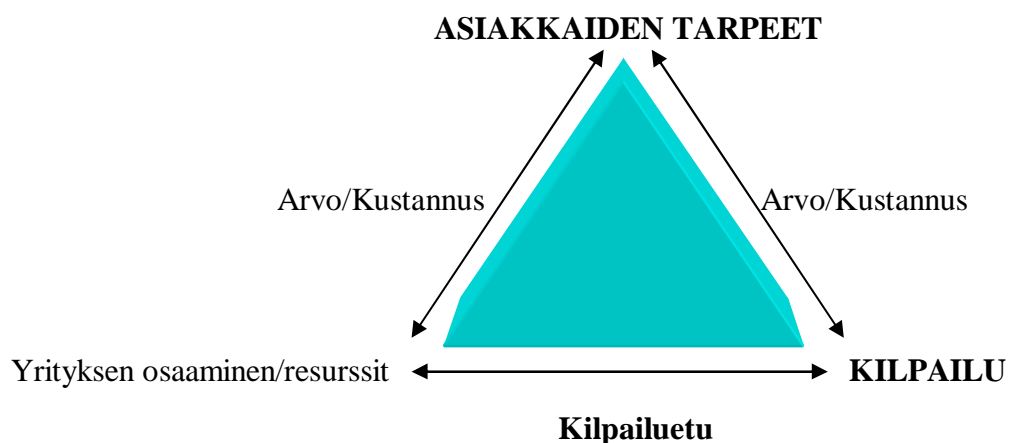 ASIAKKAIDEN TARPEET
Arvo/Kustannus
Arvo/Kustannus
Yrityksen osaaminen/resurssit
KILPAILU
Kilpailuetu